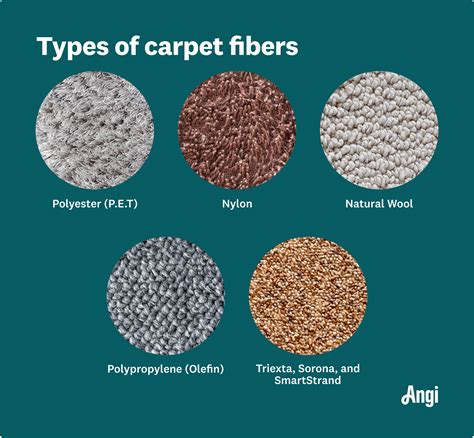 Types of carpet fibers
Polyester (P.E.T)
Nylon
Natural Wool
Polypropylene (Olefin)
Triexta, Sorona, and
SmartStrand
Angi